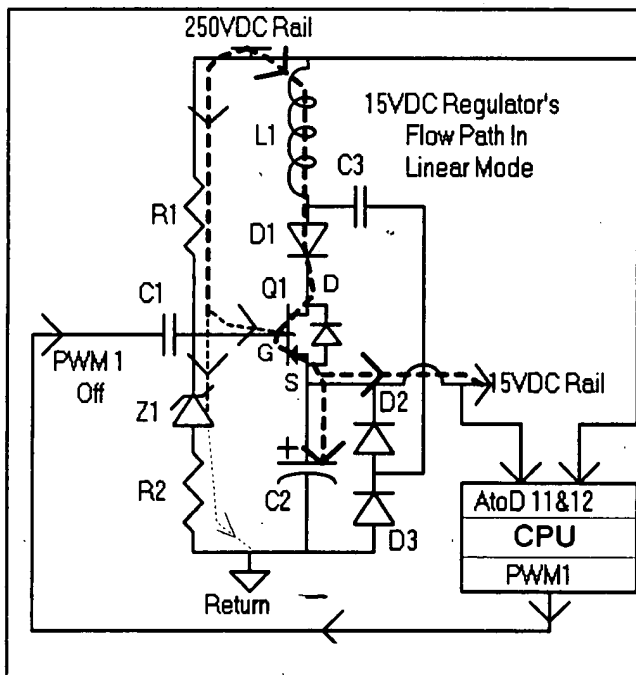 250VDC Rail
15VDC Regulator's
Flow Path In
Linear Mode
L1
C3
R1
D1
D
Q1
C1
G
PWM 1
Off
S
15VDC Rail
D2
Z1
+
C2
R2
D3
AtoD 11&12
CPU
PWM1
Return